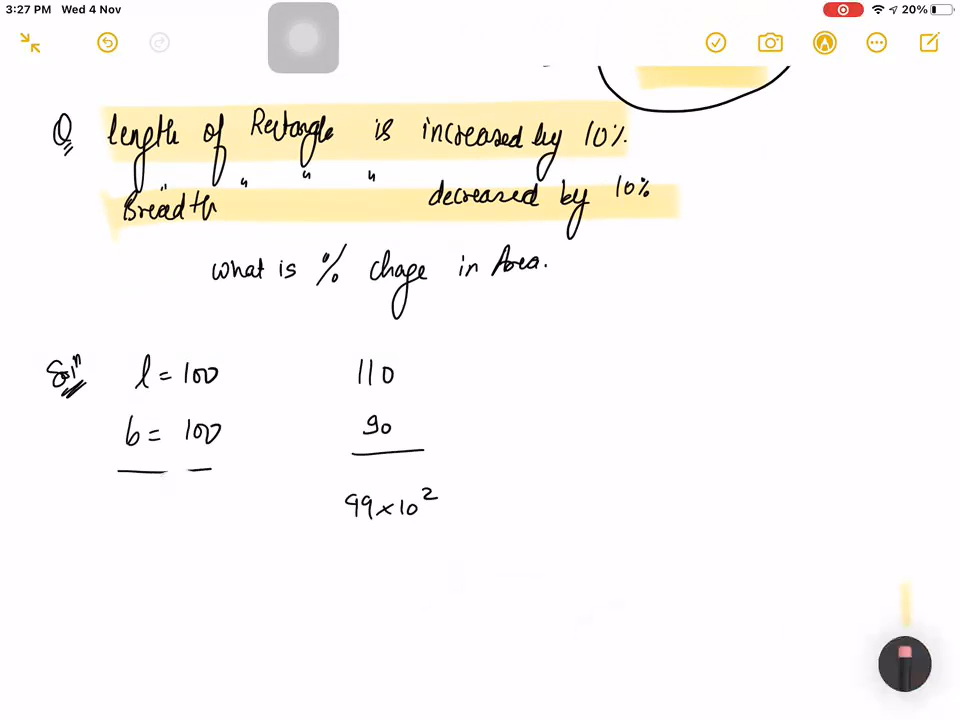 3:27 PM Wed 4 Nov 20%
Q length of Rectangle is increased by 10%
" " " "
Breadth decreased by 10%
what is % chage in Area.
Solⁿ l = 100 110
b = 100 90
99 × 10²